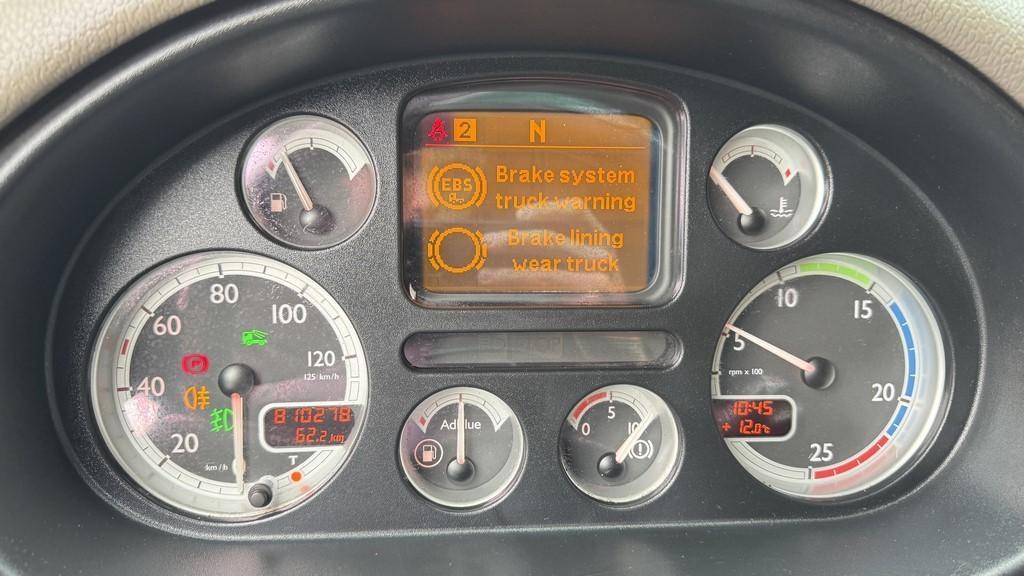 2
N
EBS
Brake system
truck warning
Brake lining
wear truck
20
40
60
80
100
120
125 km/h
km/h
P
810278
62.2 km
T
AdBlue
0
5
10
5
10
15
20
25
rpm x 100
10:45
+ 12.0°c